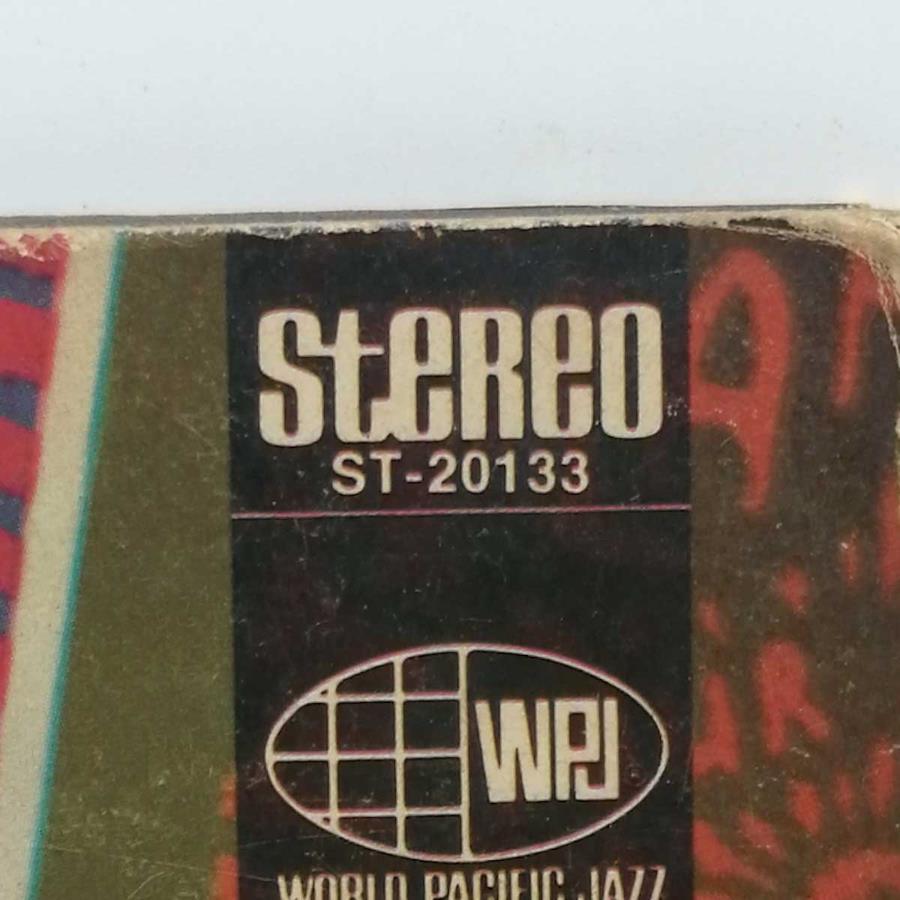 STEREO
ST-20133
WPJ
WORLD PACIFIC JAZZ